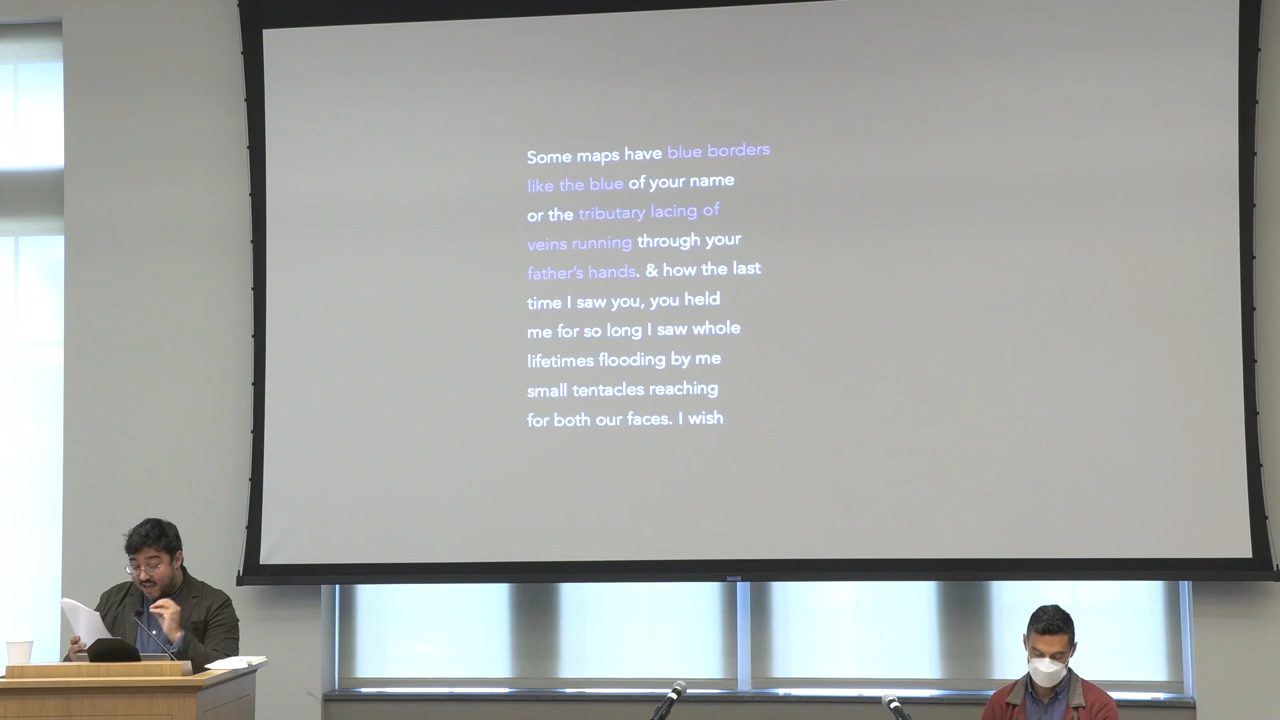 Some maps have blue borders
like the blue of your name
or the tributary lacing of
veins running through your
father's hands. & how the last
time I saw you, you held
me for so long I saw whole
lifetimes flooding by me
small tentacles reaching
for both our faces. I wish